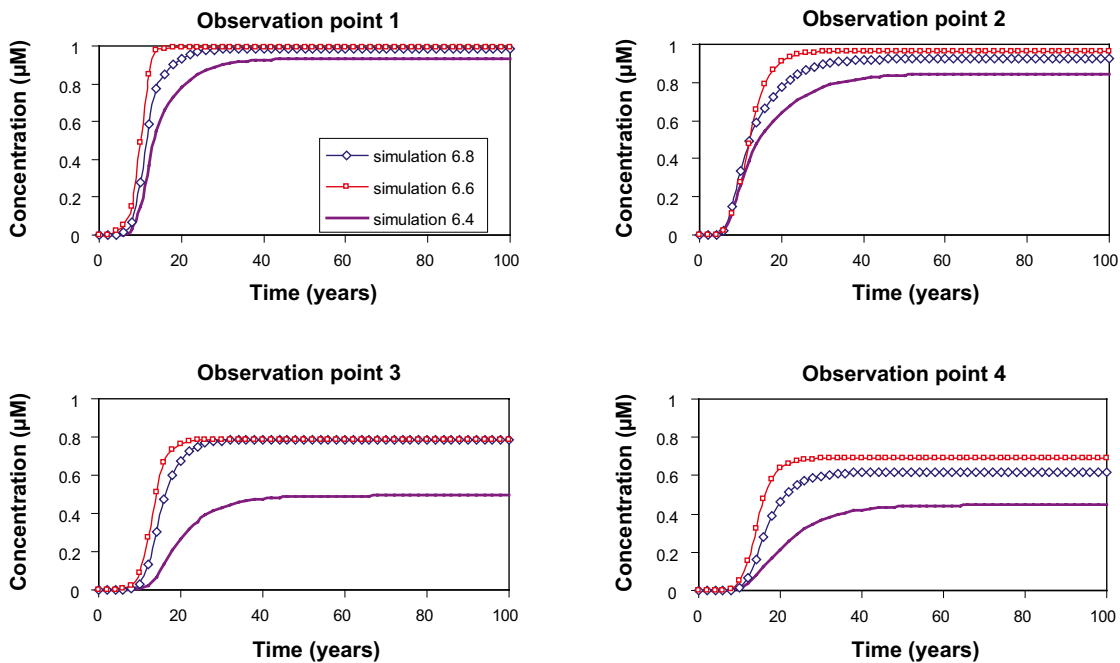 Observation point 1
Concentration (µM)
1
0.8
0.6
0.4
0.2
0
0 20 40 60 80 100
Time (years)
simulation 6.8
simulation 6.6
simulation 6.4
Observation point 2
Concentration (µM)
1
0.8
0.6
0.4
0.2
0
0 20 40 60 80 100
Time (years)
Observation point 3
Concentration (µM)
1
0.8
0.6
0.4
0.2
0
0 20 40 60 80 100
Time (years)
Observation point 4
Concentration (µM)
1
0.8
0.6
0.4
0.2
0
0 20 40 60 80 100
Time (years)